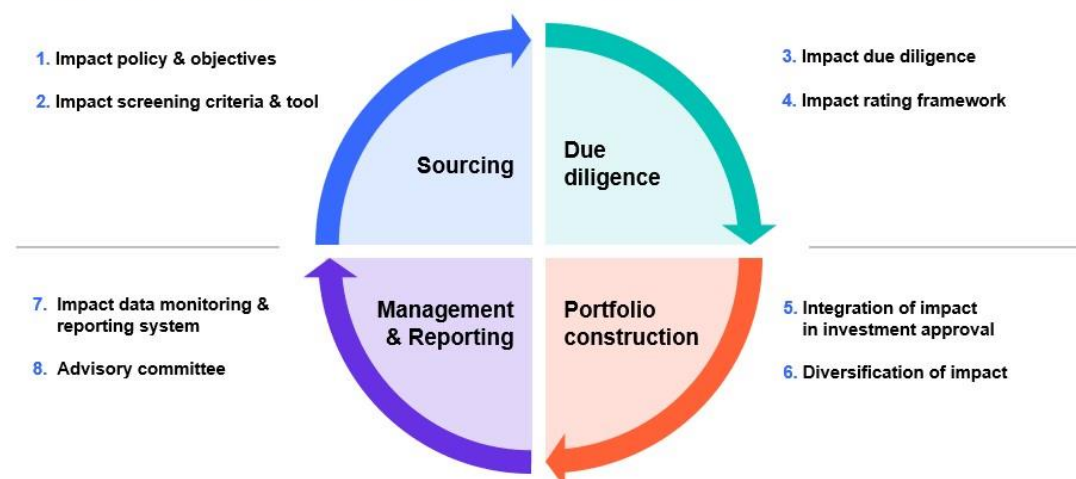 1. Impact policy & objectives
2. Impact screening criteria & tool
Sourcing
Due
diligence
3. Impact due diligence
4. Impact rating framework
7. Impact data monitoring &
reporting system
8. Advisory committee
Management
& Reporting
Portfolio
construction
5. Integration of impact
in investment approval
6. Diversification of impact